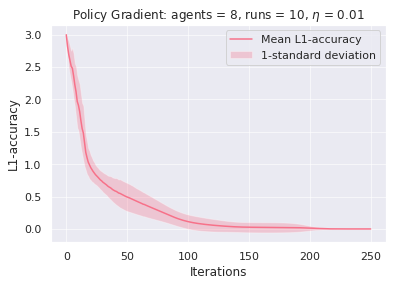 Policy Gradient: agents = 8, runs = 10, η = 0.01
Mean L1-accuracy
1-standard deviation
L1-accuracy
3.0
2.5
2.0
1.5
1.0
0.5
0.0
0 50 100 150 200 250
Iterations